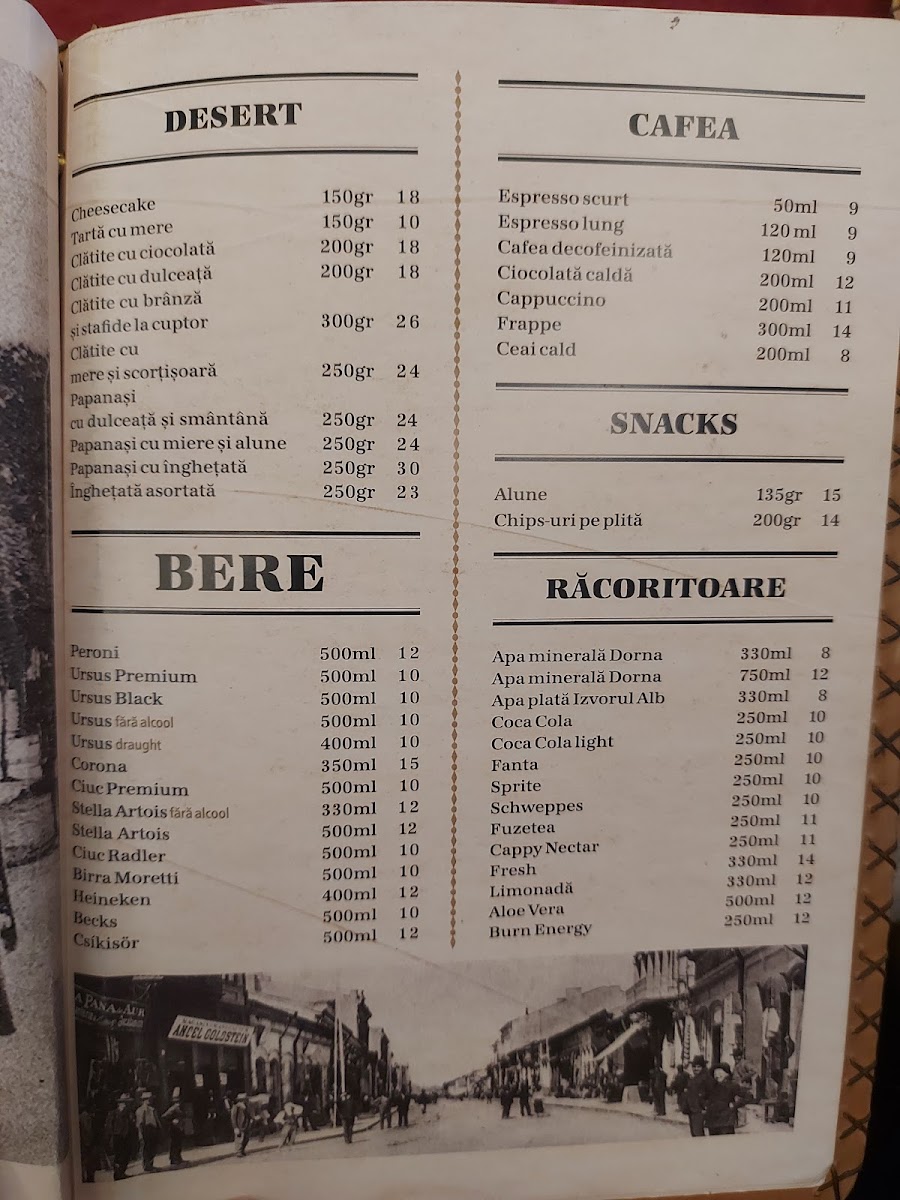 DESERT
Cheesecake 150gr 18
Tartă cu mere 150gr 10
Clătite cu ciocolată 200gr 18
Clătite cu dulceață 200gr 18
Clătite cu brânză
și stafide la cuptor 300gr 26
Clătite cu
mere și scorțișoară 250gr 24
Papanași
cu dulceață și smântână 250gr 24
Papanași cu miere și alune 250gr 24
Papanași cu înghețată 250gr 30
Înghețată asortată 250gr 23
BERE
Peroni 500ml 12
Ursus Premium 500ml 10
Ursus Black 500ml 10
Ursus fără alcool 500ml 10
Ursus draught 400ml 10
Corona 350ml 15
Ciuc Premium 500ml 10
Stella Artois fără alcool 330ml 12
Stella Artois 500ml 12
Ciuc Radler 500ml 10
Birra Moretti 500ml 10
Heineken 400ml 12
Becks 500ml 10
Csíkisőr 500ml 12
CAFEA
Espresso scurt 50ml 9
Espresso lung 120 ml 9
Cafea decofeinizată 120ml 9
Ciocolată caldă 200ml 12
Cappuccino 200ml 11
Frappe 300ml 14
Ceai cald 200ml 8
SNACKS
Alune 135gr 15
Chips-uri pe plită 200gr 14
RĂCORITOARE
Apa minerală Dorna 330ml 8
Apa minerală Dorna 750ml 12
Apa plată Izvorul Alb 330ml 8
Coca Cola 250ml 10
Coca Cola light 250ml 10
Fanta 250ml 10
Sprite 250ml 10
Schweppes 250ml 10
Fuzetea 250ml 11
Cappy Nectar 250ml 11
Fresh 330ml 14
Limonadă 330ml 12
Aloe Vera 500ml 12
Burn Energy 250ml 12
A PANA de AUR
ANCEL GOLDSTEIN